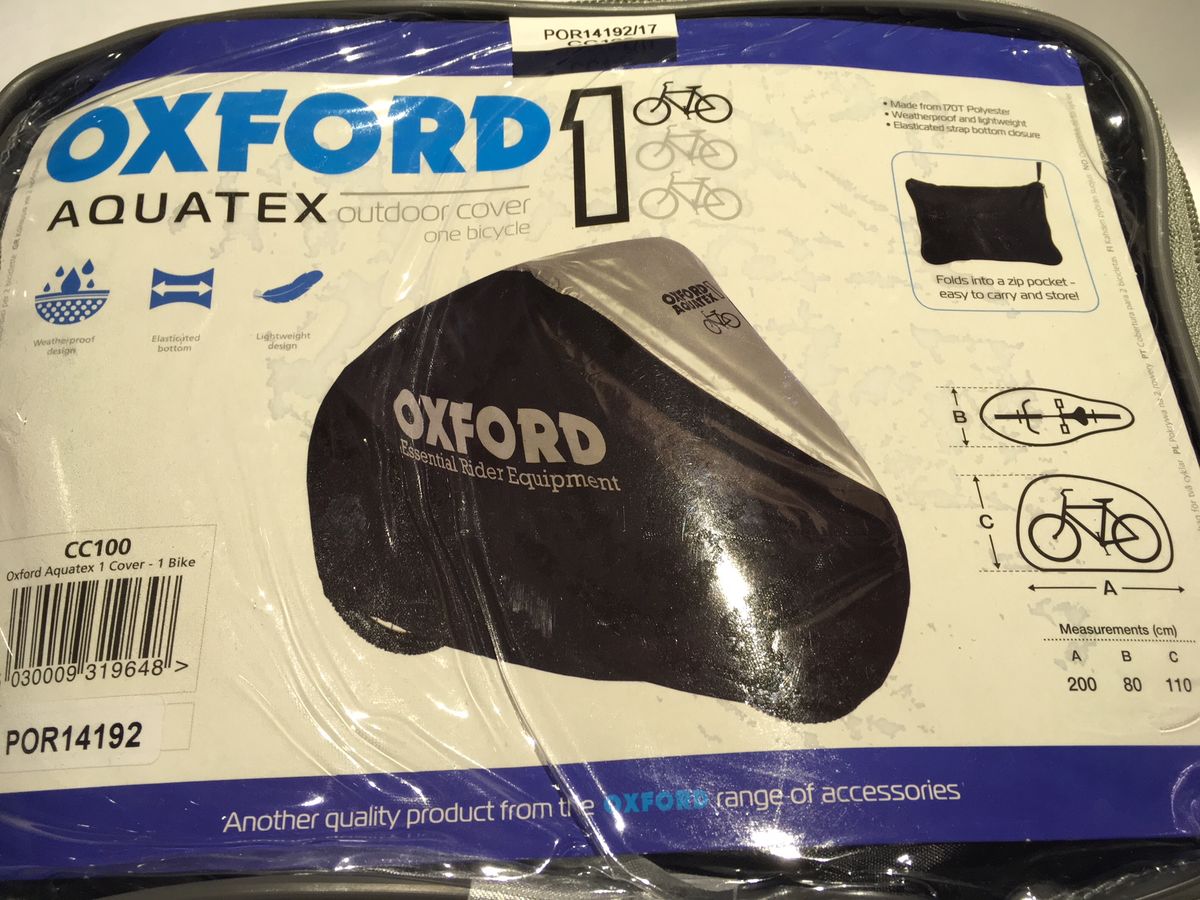 POR14192/17
OXFORD 1
AQUATEX outdoor cover
one bicycle
• Made from 170T Polyester
• Weatherproof and lightweight
• Elasticated strap bottom closure
Folds into a zip pocket -
easy to carry and store!
Weatherproof
design
Elasticated
bottom
Lightweight
design
OXFORD 1
AQUATEX
OXFORD
Essential Rider Equipment
B
C
A
Measurements (cm)
A B C
200 80 110
CC100
Oxford Aquatex 1 Cover - 1 Bike
030009 319648 >
POR14192
Another quality product from the OXFORD range of accessories